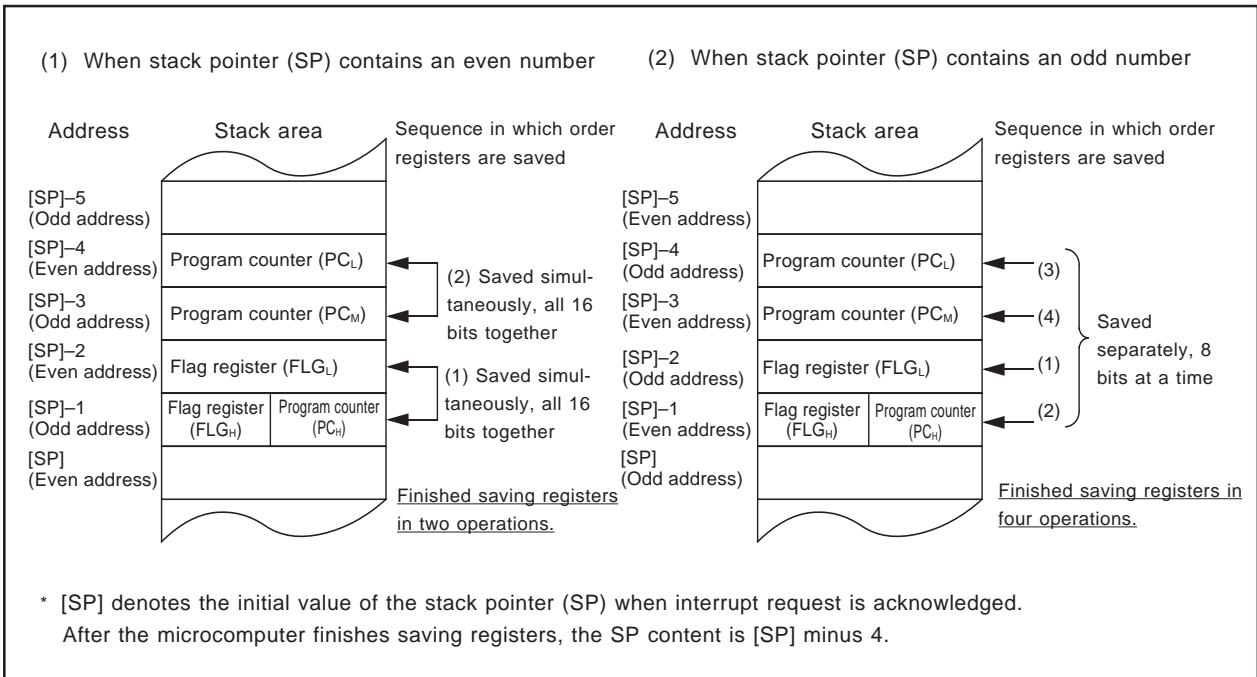 (1) When stack pointer (SP) contains an even number
Address
Stack area
Sequence in which order
registers are saved
[SP]–5
(Odd address)
[SP]–4
(Even address)
Program counter (PCL)
[SP]–3
(Odd address)
Program counter (PCM)
(2) Saved simul-
taneously, all 16
bits together
[SP]–2
(Even address)
Flag register (FLGL)
[SP]–1
(Odd address)
Flag register
(FLGH)
Program counter
(PCH)
(1) Saved simul-
taneously, all 16
bits together
[SP]
(Even address)
Finished saving registers
in two operations.
(2) When stack pointer (SP) contains an odd number
Address
Stack area
Sequence in which order
registers are saved
[SP]–5
(Even address)
[SP]–4
(Odd address)
Program counter (PCL)
(3)
[SP]–3
(Even address)
Program counter (PCM)
(4)
[SP]–2
(Odd address)
Flag register (FLGL)
(1)
[SP]–1
(Even address)
Flag register
(FLGH)
Program counter
(PCH)
(2)
Saved
separately, 8
bits at a time
[SP]
(Odd address)
Finished saving registers in
four operations.
* [SP] denotes the initial value of the stack pointer (SP) when interrupt request is acknowledged.
After the microcomputer finishes saving registers, the SP content is [SP] minus 4.